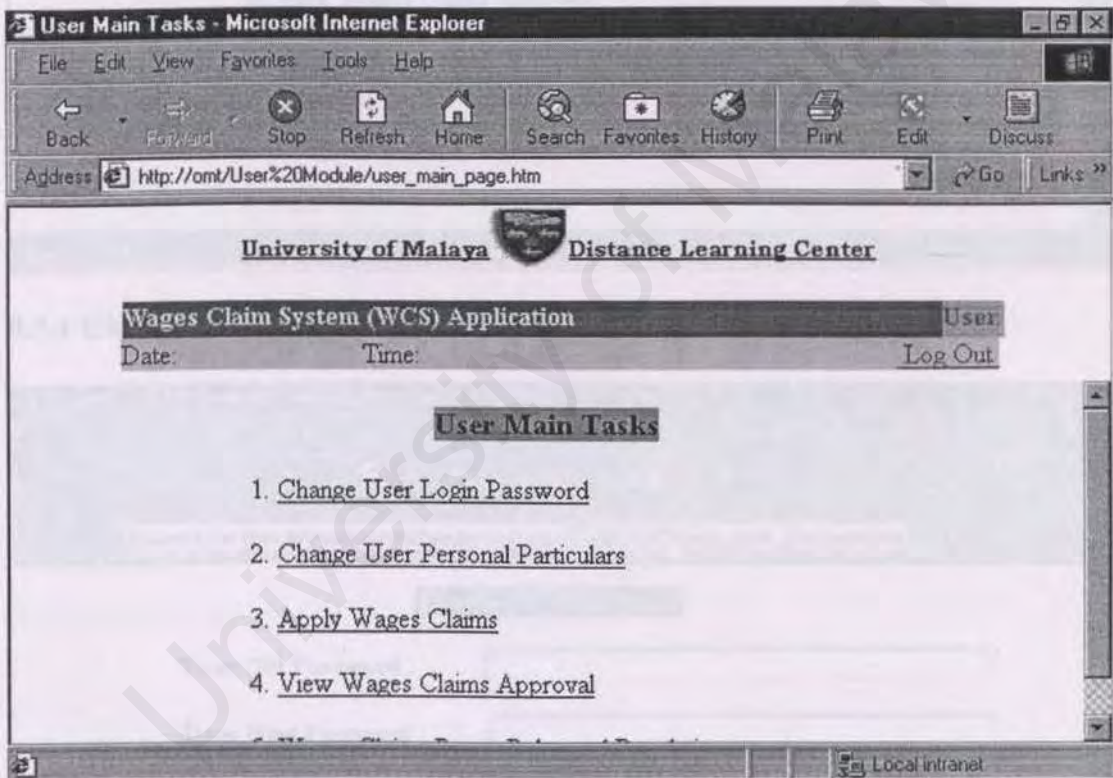 User Main Tasks - Microsoft Internet Explorer
File Edit View Favorites Tools Help
Back Forward Stop Refresh Home Search Favorites History Print Edit Discuss
Address http://omt/User%20Module/user_main_page.htm Go Links »
University of Malaya Distance Learning Center
Wages Claim System (WCS) Application User
Date: Time: Log Out
User Main Tasks
1. Change User Login Password
2. Change User Personal Particulars
3. Apply Wages Claims
4. View Wages Claims Approval
Local intranet
University of M